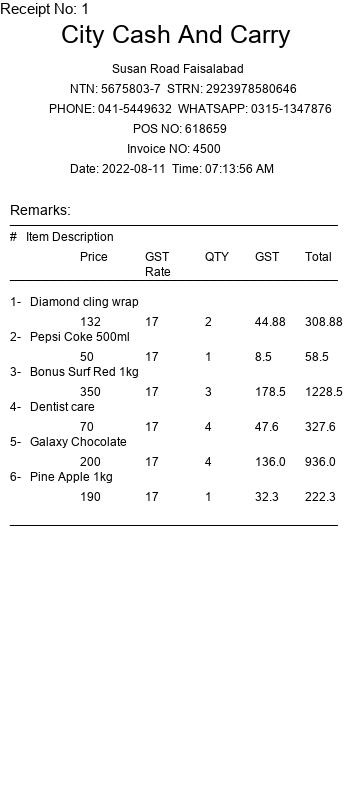 Receipt No: 1
City Cash And Carry
Susan Road Faisalabad
NTN: 5675803-7 STRN: 2923978580646
PHONE: 041-5449632 WHATSAPP: 0315-1347876
POS NO: 618659
Invoice NO: 4500
Date: 2022-08-11 Time: 07:13:56 AM
Remarks:
# Item Description
Price GST Rate QTY GST Total
1- Diamond cling wrap
132 17 2 44.88 308.88
2- Pepsi Coke 500ml
50 17 1 8.5 58.5
3- Bonus Surf Red 1kg
350 17 3 178.5 1228.5
4- Dentist care
70 17 4 47.6 327.6
5- Galaxy Chocolate
200 17 4 136.0 936.0
6- Pine Apple 1kg
190 17 1 32.3 222.3